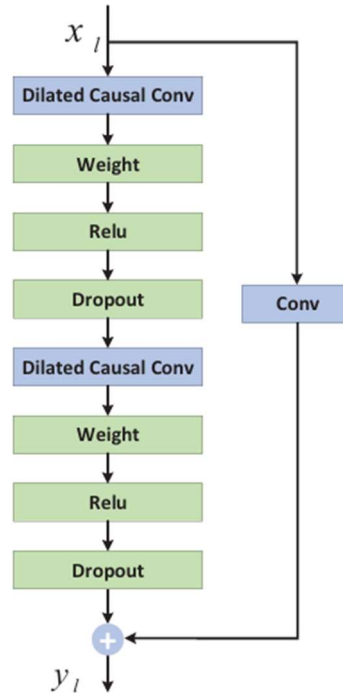 x l
Dilated Causal Conv
Weight
Relu
Dropout
Conv
Dilated Causal Conv
Weight
Relu
Dropout
+
y l